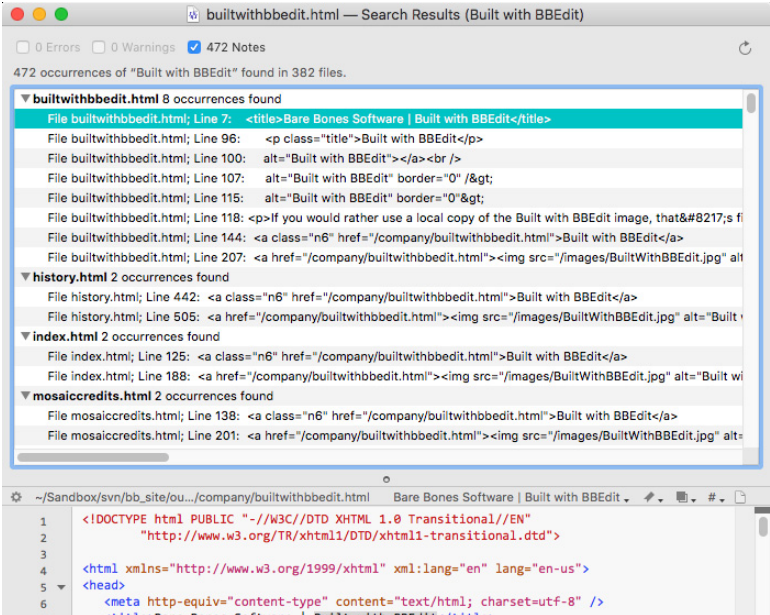 builtwithbbedit.html — Search Results (Built with BBEdit)
0 Errors 0 Warnings 472 Notes
472 occurrences of “Built with BBEdit” found in 382 files.
builtwithbbedit.html 8 occurrences found
File builtwithbbedit.html; Line 7: <title>Bare Bones Software | Built with BBEdit</title>
File builtwithbbedit.html; Line 96: <p class="title">Built with BBEdit</p>
File builtwithbbedit.html; Line 100: alt="Built with BBEdit"></a><br />
File builtwithbbedit.html; Line 107: alt="Built with BBEdit" border="0" /&gt;
File builtwithbbedit.html; Line 115: alt="Built with BBEdit" border="0"&gt;
File builtwithbbedit.html; Line 118: <p>If you would rather use a local copy of the Built with BBEdit image, that&#8217;s fi
File builtwithbbedit.html; Line 144: <a class="n6" href="/company/builtwithbbedit.html">Built with BBEdit</a>
File builtwithbbedit.html; Line 207: <a href="/company/builtwithbbedit.html"><img src="/images/BuiltWithBBEdit.jpg" alt
history.html 2 occurrences found
File history.html; Line 442: <a class="n6" href="/company/builtwithbbedit.html">Built with BBEdit</a>
File history.html; Line 505: <a href="/company/builtwithbbedit.html"><img src="/images/BuiltWithBBEdit.jpg" alt="Built
index.html 2 occurrences found
File index.html; Line 125: <a class="n6" href="/company/builtwithbbedit.html">Built with BBEdit</a>
File index.html; Line 188: <a href="/company/builtwithbbedit.html"><img src="/images/BuiltWithBBEdit.jpg" alt="Built wi
mosaiccredits.html 2 occurrences found
File mosaiccredits.html; Line 138: <a class="n6" href="/company/builtwithbbedit.html">Built with BBEdit</a>
File mosaiccredits.html; Line 201: <a href="/company/builtwithbbedit.html"><img src="/images/BuiltWithBBEdit.jpg" alt=
~/Sandbox/svn/bb_site/ou.../company/builtwithbbedit.html Bare Bones Software | Built with BBEdit #
1 <!DOCTYPE html PUBLIC "-//W3C//DTD XHTML 1.0 Transitional//EN"
2 "http://www.w3.org/TR/xhtml1/DTD/xhtml1-transitional.dtd">
3
4 <html xmlns="http://www.w3.org/1999/xhtml" xml:lang="en" lang="en-us">
5 <head>
6 <meta http-equiv="content-type" content="text/html; charset=utf-8" />